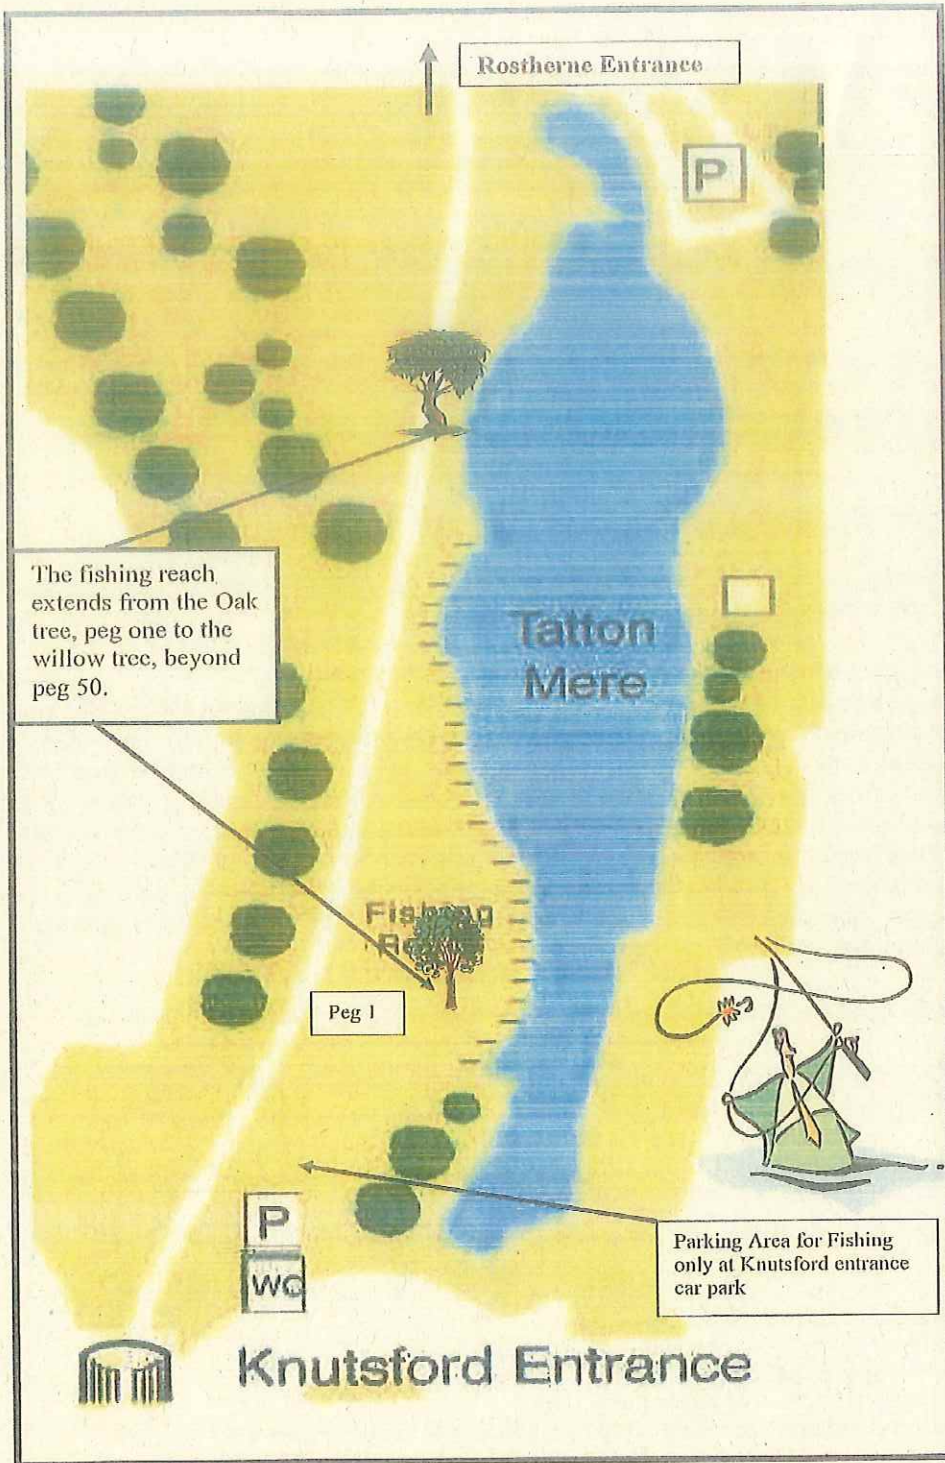 Rostherne Entrance
P
The fishing reach
extends from the Oak
tree, peg one to the
willow tree, beyond
peg 50.
Tatton
Mere
Fishing
Peg 1
P
WC
Parking Area for Fishing
only at Knutsford entrance
car park
Knutsford Entrance